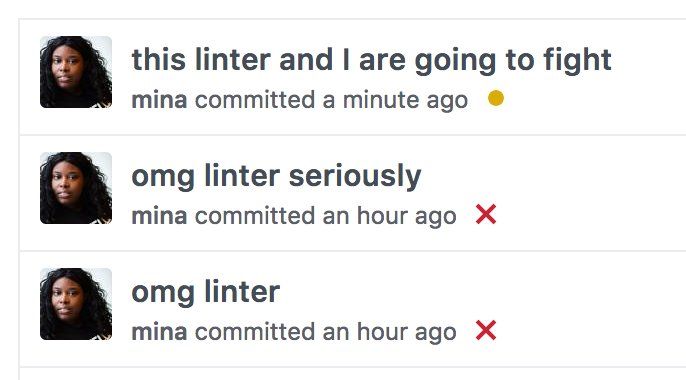 this linter and I are going to fight
mina committed a minute ago
omg linter seriously
mina committed an hour ago
omg linter
mina committed an hour ago